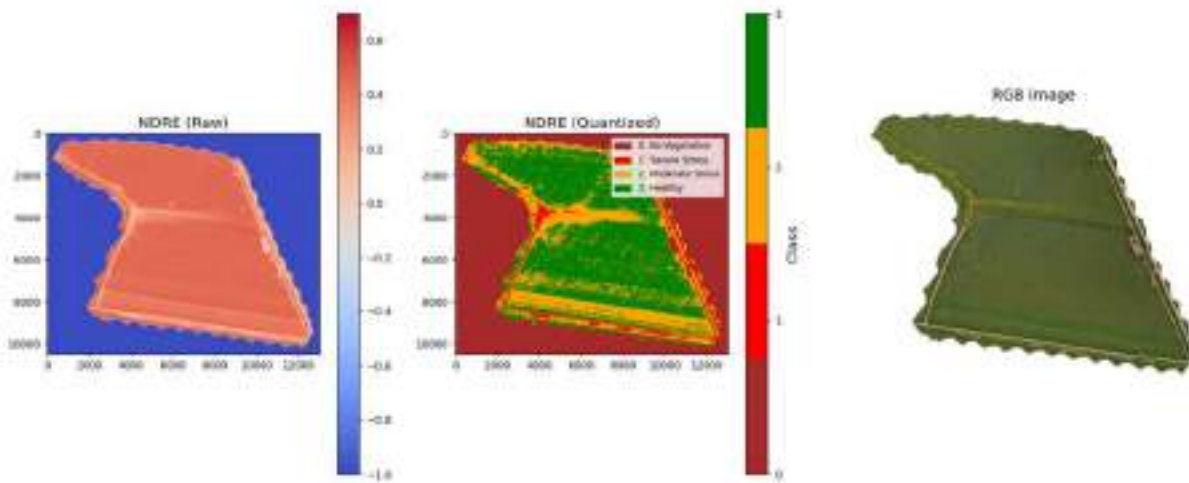 NDRE (Raw)
0
2000
4000
6000
8000
10000
0 2000 4000 6000 8000 10000 12000
0.6
0.4
0.2
0.0
−0.2
−0.4
−0.6
−0.8
−1.0
NDRE (Quantized)
0: No Vegetation
1: Severe Stress
2: Moderate Stress
3: Healthy
0
2000
4000
6000
8000
10000
0 2000 4000 6000 8000 10000 12000
3
2
1
0
Class
RGB Image